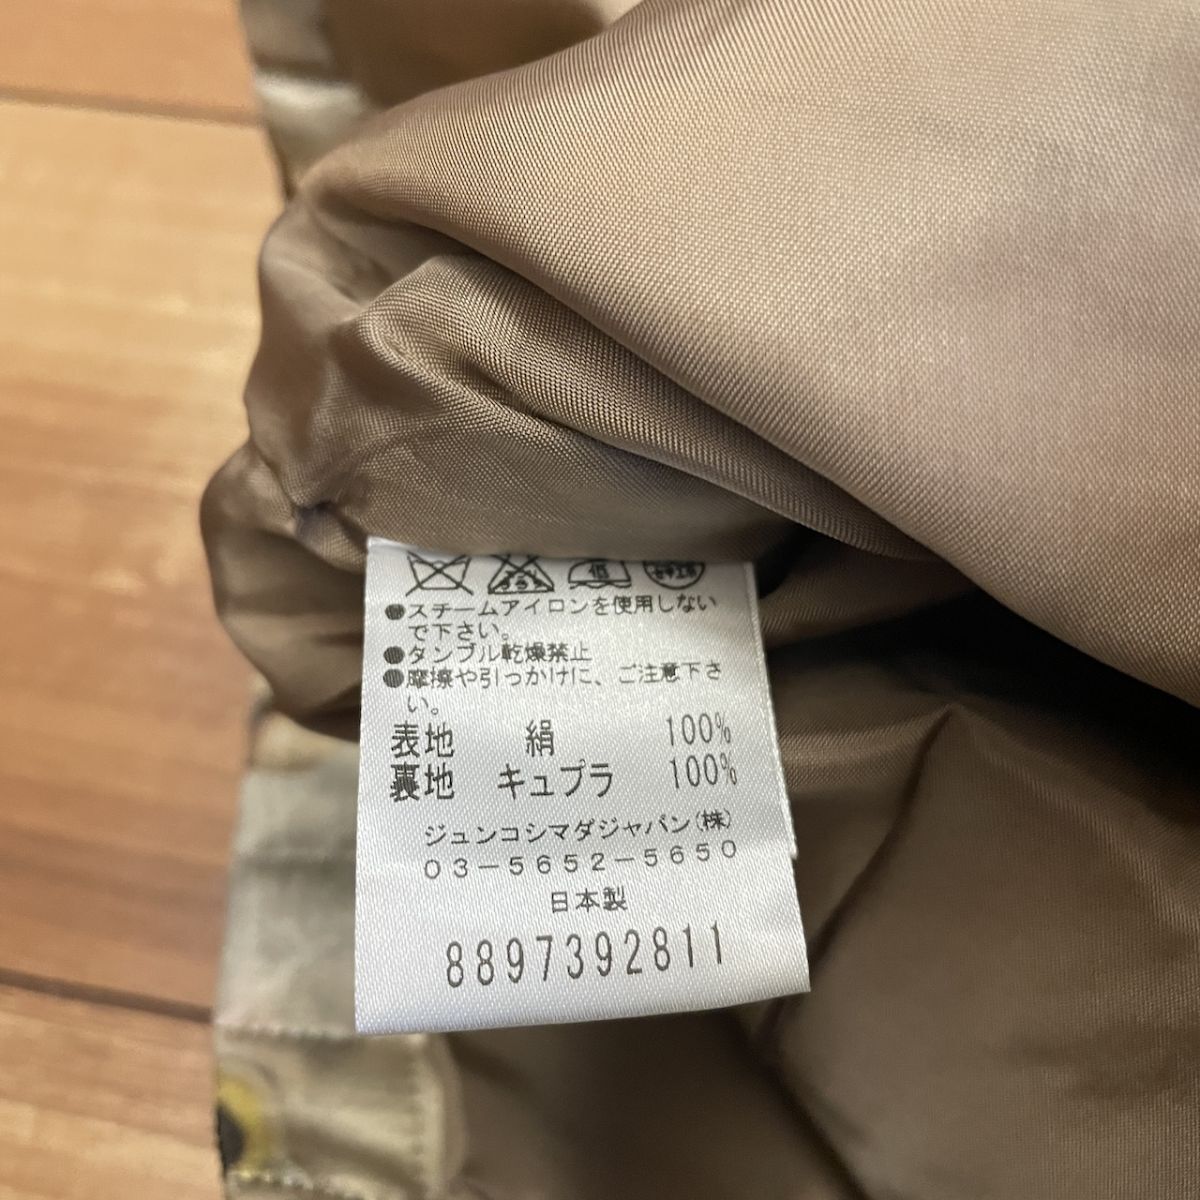 低
●スチームアイロンを使用しない
で下さい。
●タンブル乾燥禁止
●摩擦や引っかけに、ご注意下さ
い。
表地 絹 100%
裏地 キュプラ 100%
ジュンコシマダジャパン(株)
03-5652-5650
日本製
8897392811